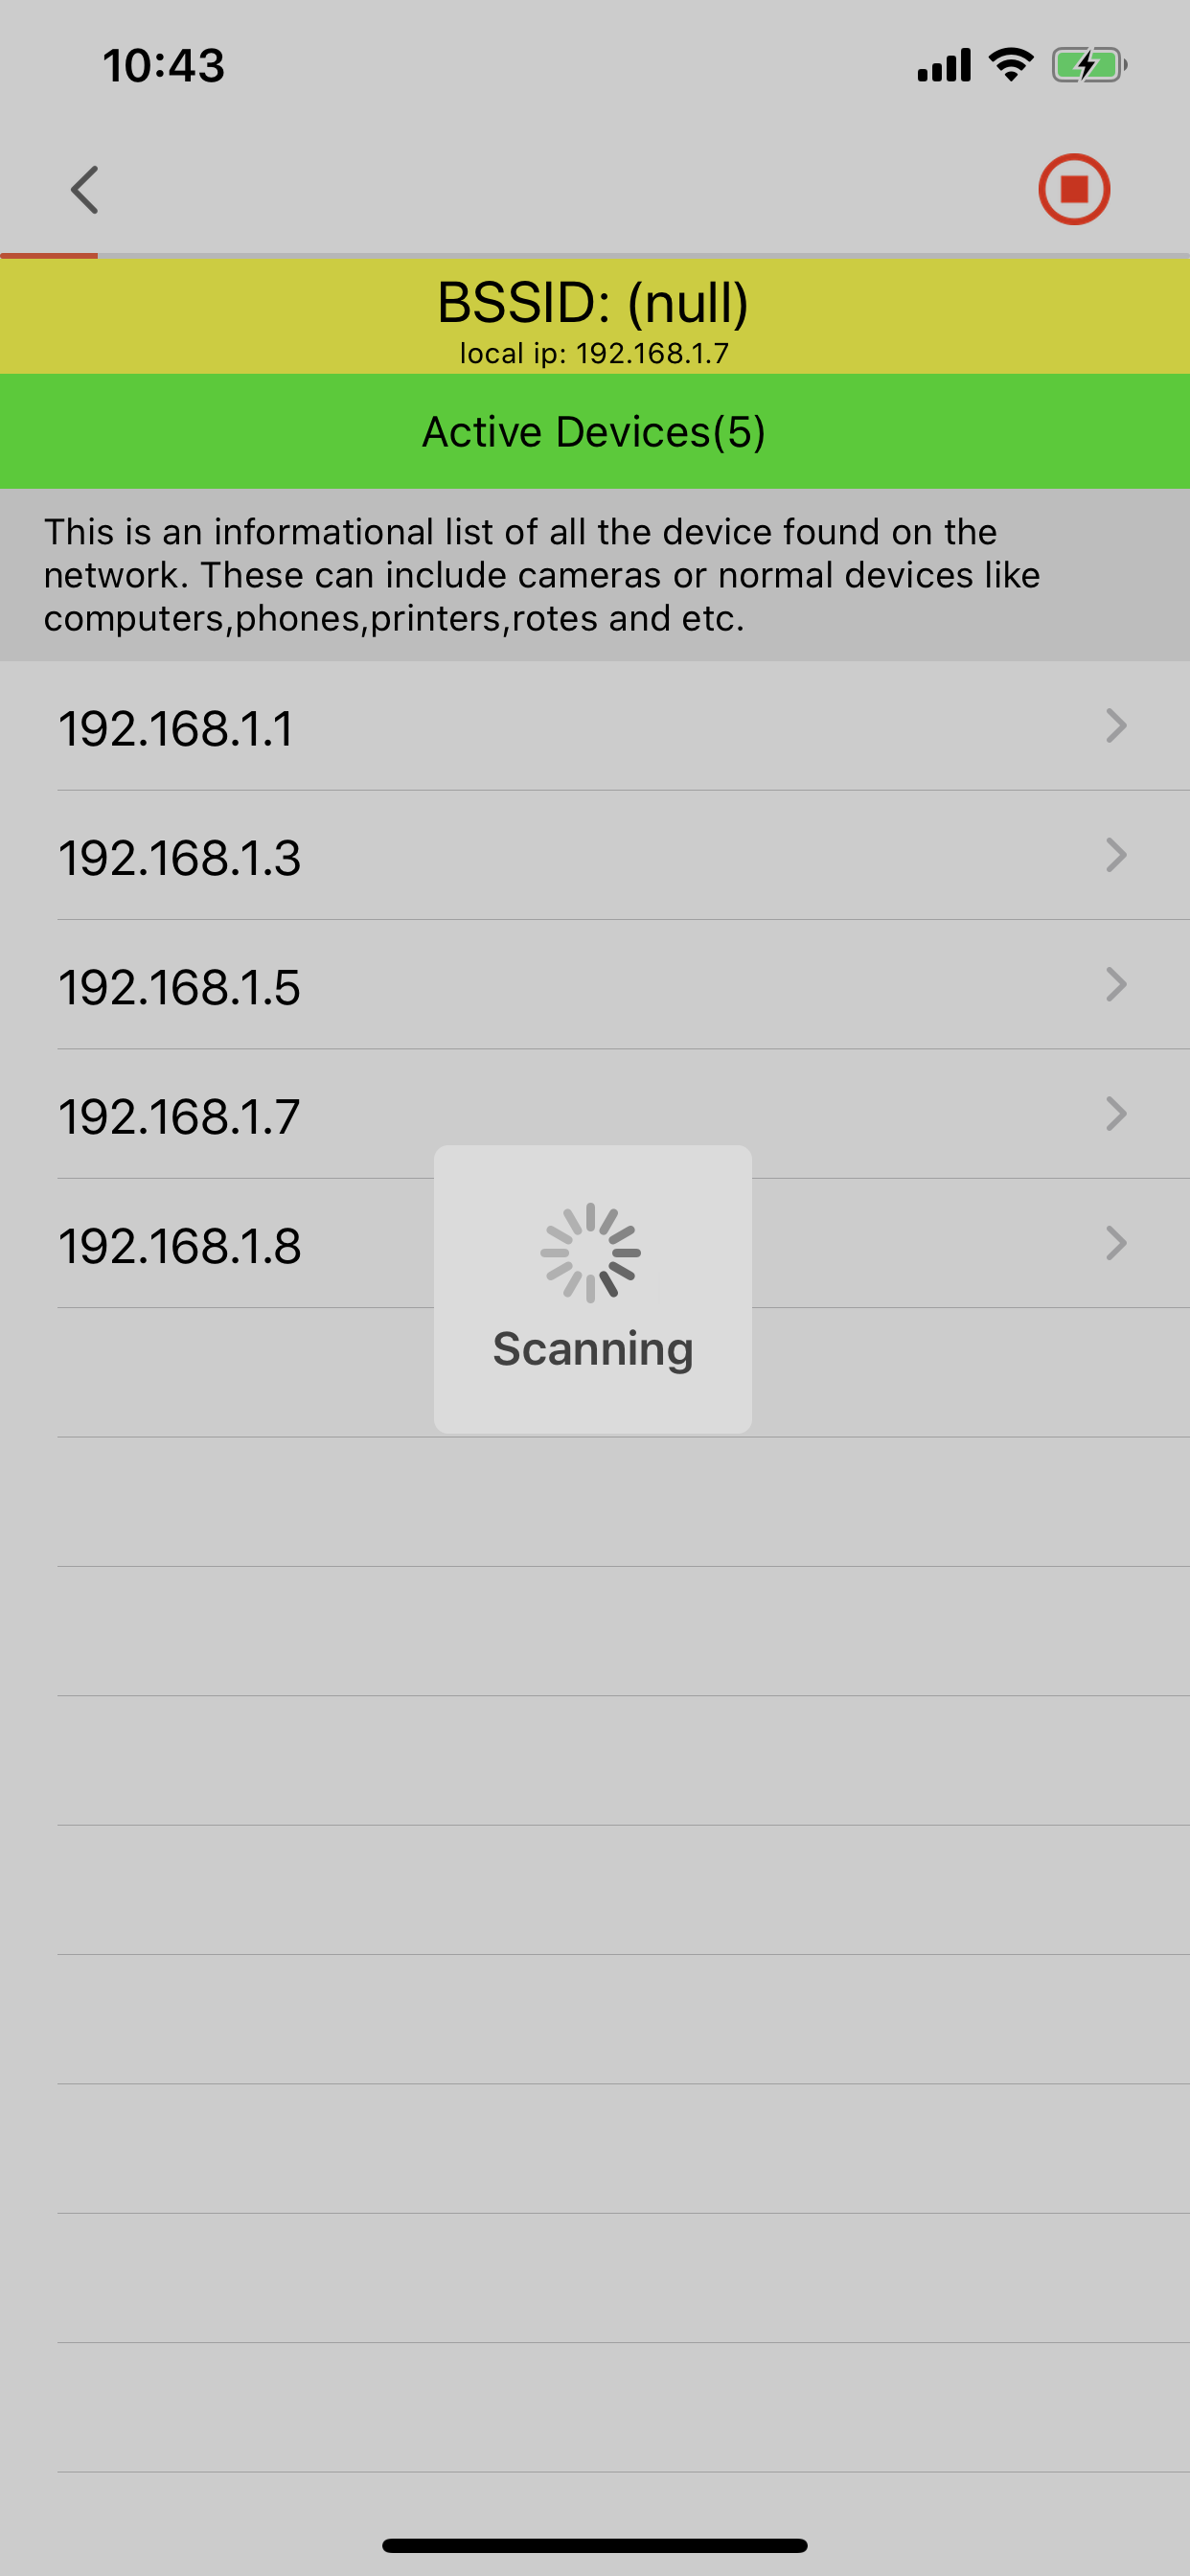 10:43
BSSID: (null)
local ip: 192.168.1.7
Active Devices(5)
This is an informational list of all the device found on the
network. These can include cameras or normal devices like
computers,phones,printers,rotes and etc.
192.168.1.1
192.168.1.3
192.168.1.5
192.168.1.7
192.168.1.8
Scanning